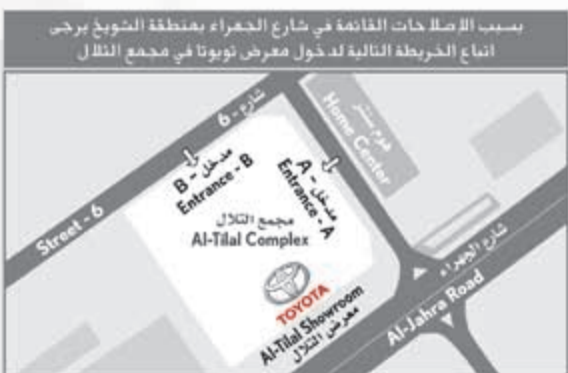 بسبب الإصلاحات القائمة في شارع الجهراء بمنطقة الشويخ يرجى
اتباع الخريطة التالية لدخول معرض تويوتا في مجمع التلال
شارع - 6
Street - 6
مدخل - B
Entrance - B
مدخل - A
Entrance - A
هوم سنتر
Home Center
مجمع التلال
Al-Tilal Complex
TOYOTA
Al-Tilal Showroom
معرض التلال
شارع الجهراء
Al-Jahra Road